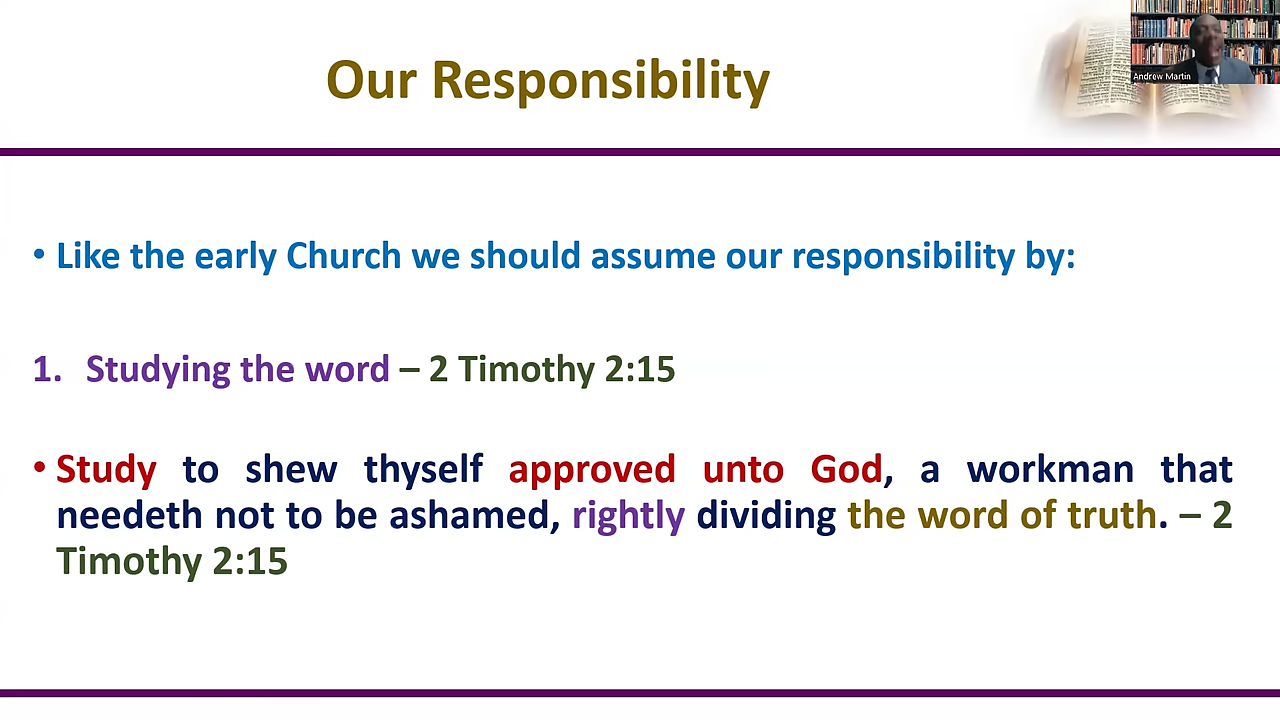 Our Responsibility
Andrew Martin
• Like the early Church we should assume our responsibility by:
1. Studying the word – 2 Timothy 2:15
• Study to shew thyself approved unto God, a workman that
needeth not to be ashamed, rightly dividing the word of truth. – 2
Timothy 2:15